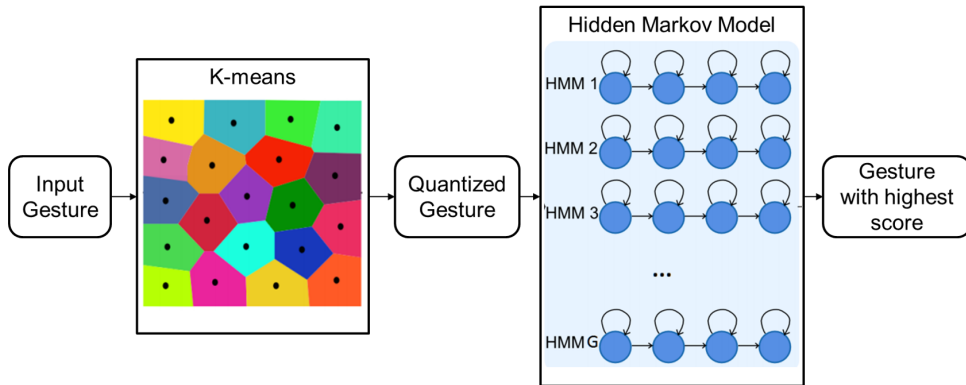 Hidden Markov Model
K-means
Input
Gesture
Quantized
Gesture
HMM 1
HMM 2
HMM 3
...
HMM G
Gesture
with highest
score